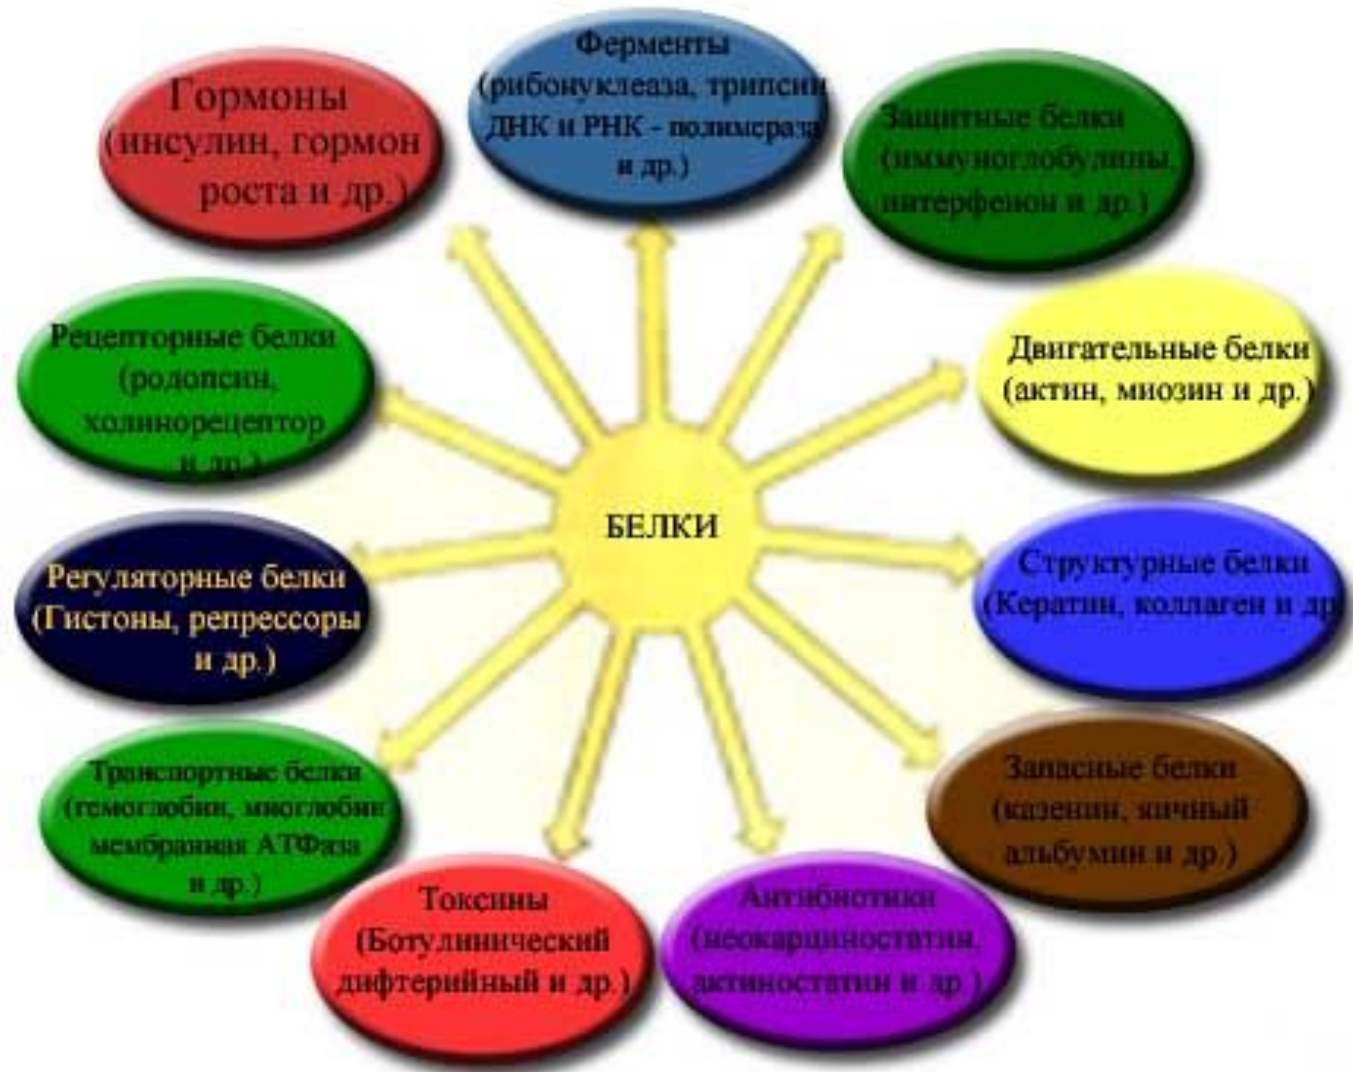 Ферменты
(рибонуклеаза, трипсин
ДНК и РНК - полимераза
и др.)
Гормоны
(инсулин, гормон
роста и др.)
Защитные белки
(иммуноглобулины,
интерфенон и др.)
Рецепторные белки
(родопсин,
холинорецептор
и др.)
Двигательные белки
(актин, миозин и др.)
БЕЛКИ
Регуляторные белки
(Гистоны, репрессоры
и др.)
Структурные белки
(Кератин, коллаген и др
Транспортные белки
(гемоглобин, миоглобин
мембранная АТФаза
и др.)
Запасные белки
(казенин, яичный
альбумин и др.)
Токсины
(Ботулинический
дифтерийный и др.)
Антибиотики
(неокарциностатин,
актиностатин и др.)